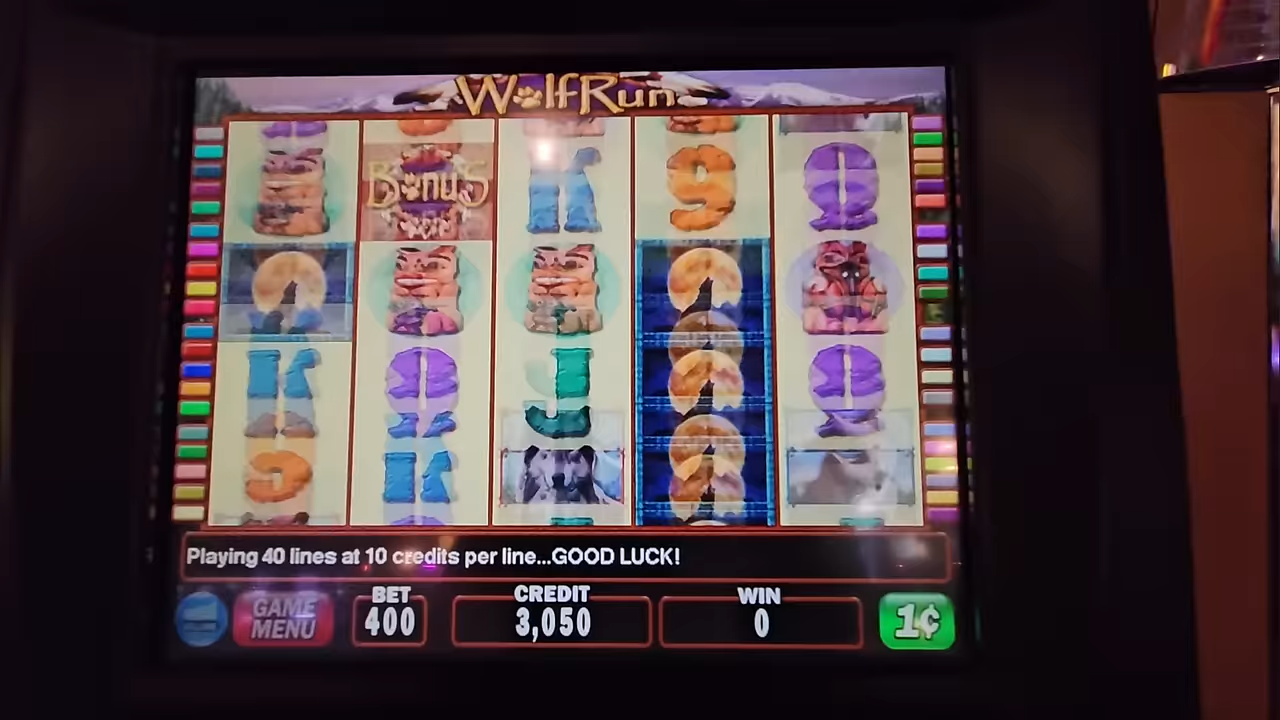 WolfRun
BONUS
K
9
Q
K
Q
J
Q
K
Playing 40 lines at 10 credits per line...GOOD LUCK!
GAME
MENU
BET
400
CREDIT
3,050
WIN
0
1¢